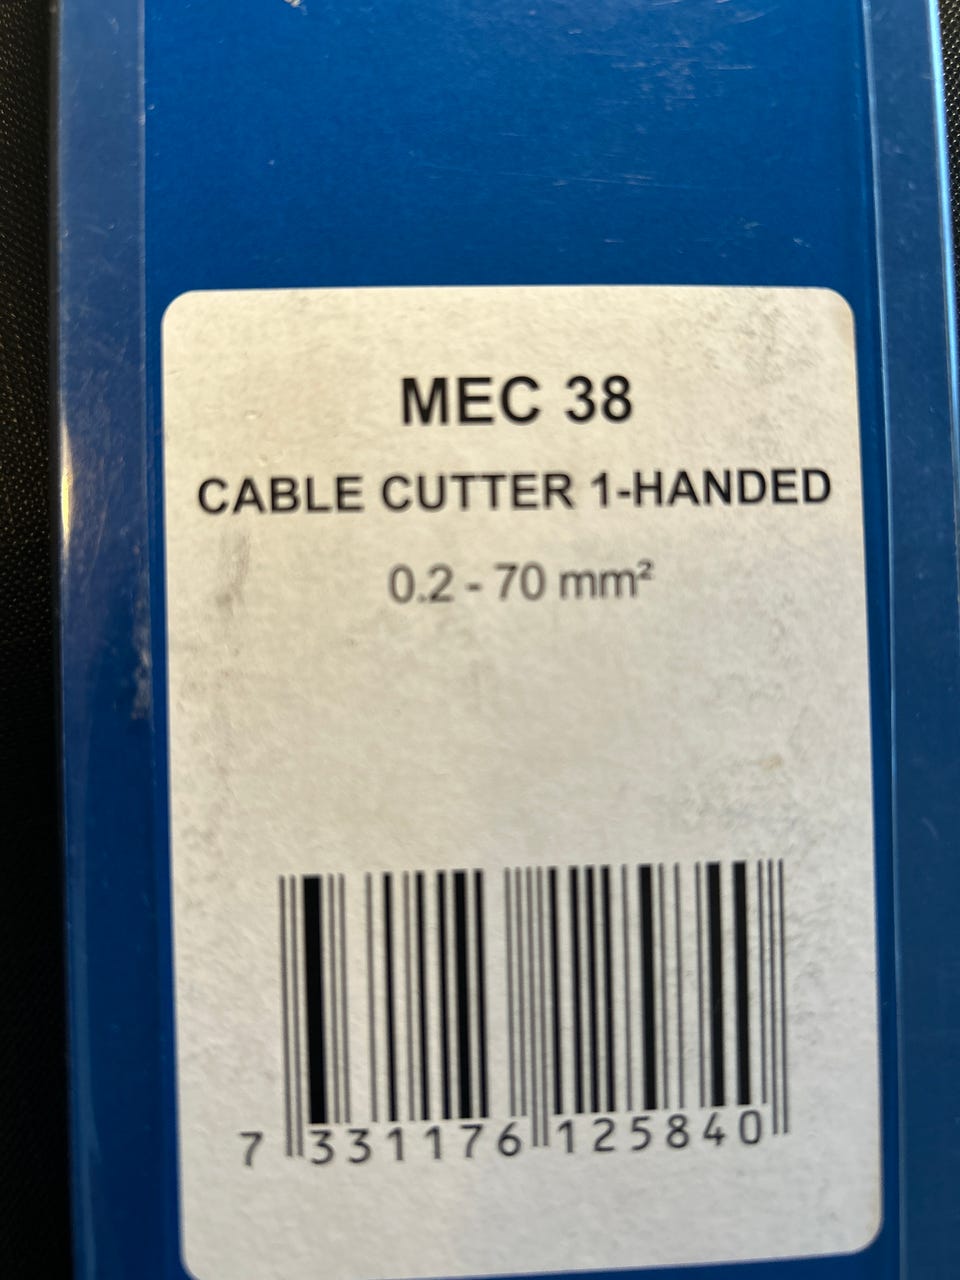 MEC 38
CABLE CUTTER 1-HANDED
0.2 - 70 mm²
7 331176 125840